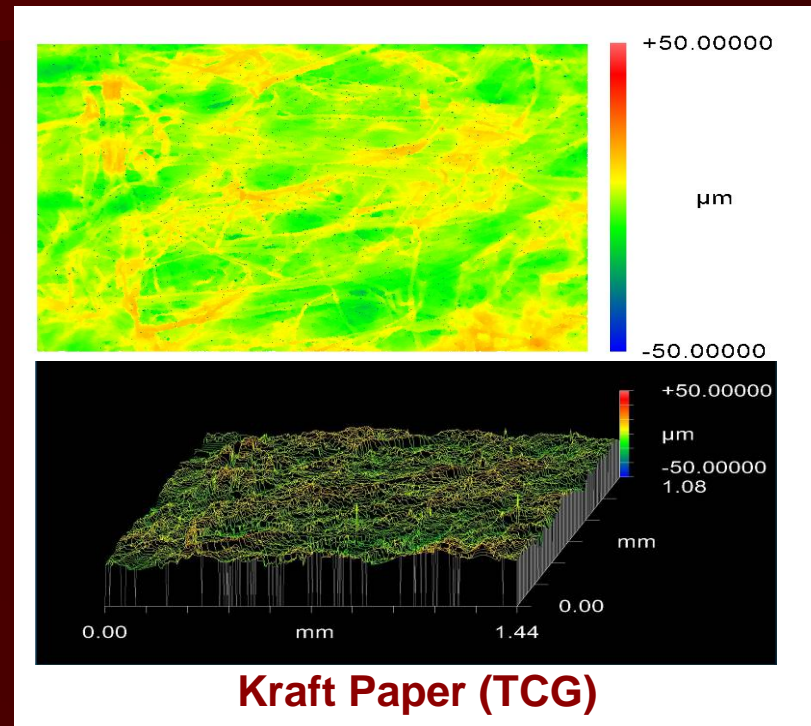 +50.00000
µm
-50.00000
+50.00000
µm
-50.00000
1.08
mm
0.00
0.00 mm 1.44
Kraft Paper (TCG)